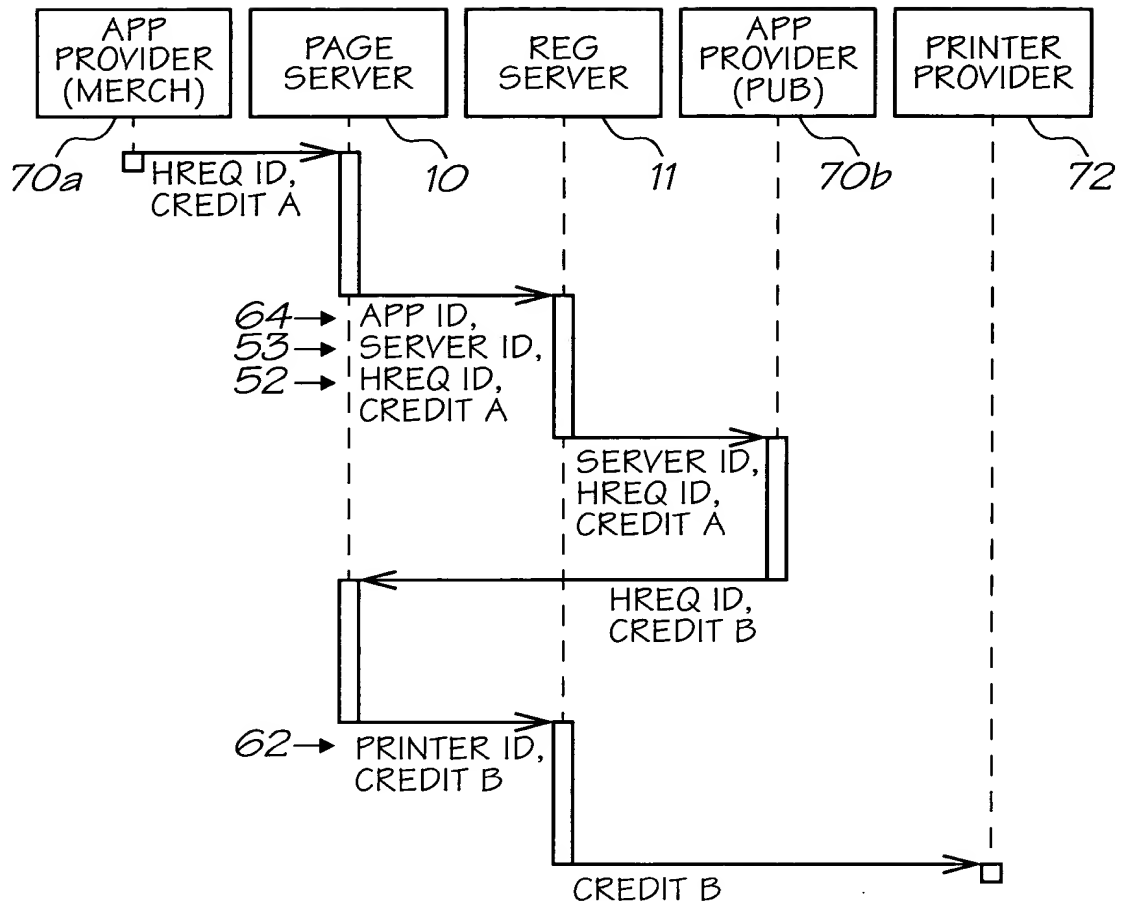 APP
PROVIDER
(MERCH)
PAGE
SERVER
REG
SERVER
APP
PROVIDER
(PUB)
PRINTER
PROVIDER
70a
10
11
70b
72
HREQ ID,
CREDIT A
64
APP ID,
53
SERVER ID,
52
HREQ ID,
CREDIT A
SERVER ID,
HREQ ID,
CREDIT A
HREQ ID,
CREDIT B
62
PRINTER ID,
CREDIT B
CREDIT B